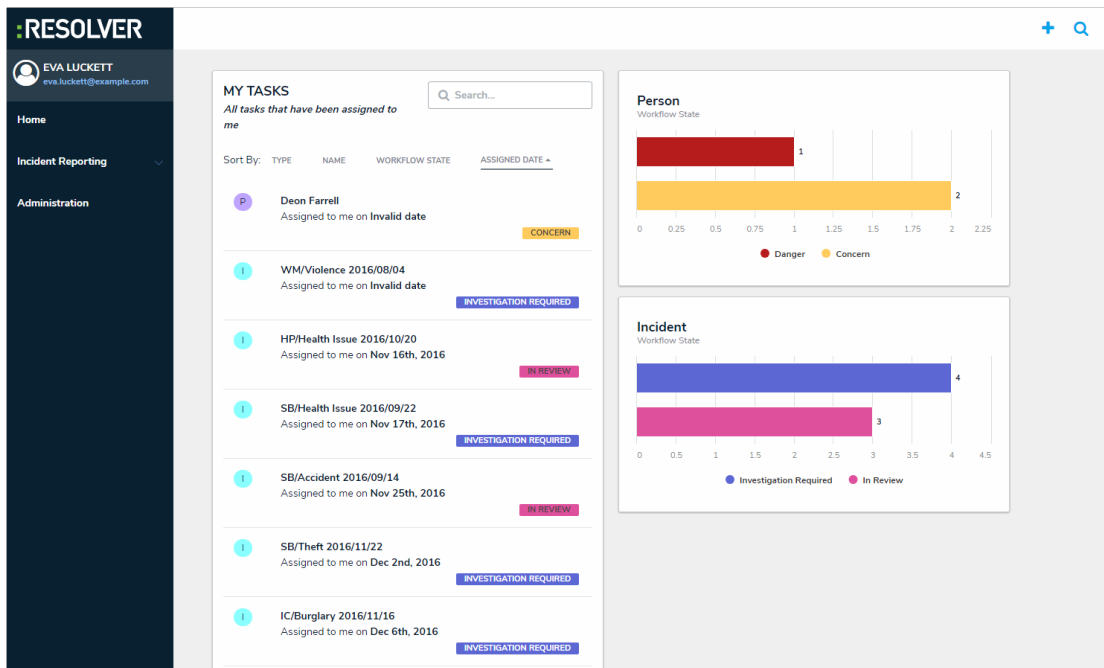 :RESOLVER
EVA LUCKETT
eva.luckett@example.com
Home
Incident Reporting
Administration
MY TASKS
All tasks that have been assigned to
me
Search...
Sort By: TYPE NAME WORKFLOW STATE ASSIGNED DATE
P
Deon Farrell
Assigned to me on Invalid date
CONCERN
I
WM/Violence 2016/08/04
Assigned to me on Invalid date
INVESTIGATION REQUIRED
I
HP/Health Issue 2016/10/20
Assigned to me on Nov 16th, 2016
IN REVIEW
I
SB/Health Issue 2016/09/22
Assigned to me on Nov 17th, 2016
INVESTIGATION REQUIRED
I
SB/Accident 2016/09/14
Assigned to me on Nov 25th, 2016
IN REVIEW
I
SB/Theft 2016/11/22
Assigned to me on Dec 2nd, 2016
INVESTIGATION REQUIRED
I
IC/Burglary 2016/11/16
Assigned to me on Dec 6th, 2016
INVESTIGATION REQUIRED
Person
Workflow State
1
2
0 0.25 0.5 0.75 1 1.25 1.5 1.75 2 2.25
Danger Concern
Incident
Workflow State
4
3
0 0.5 1 1.5 2 2.5 3 3.5 4 4.5
Investigation Required In Review